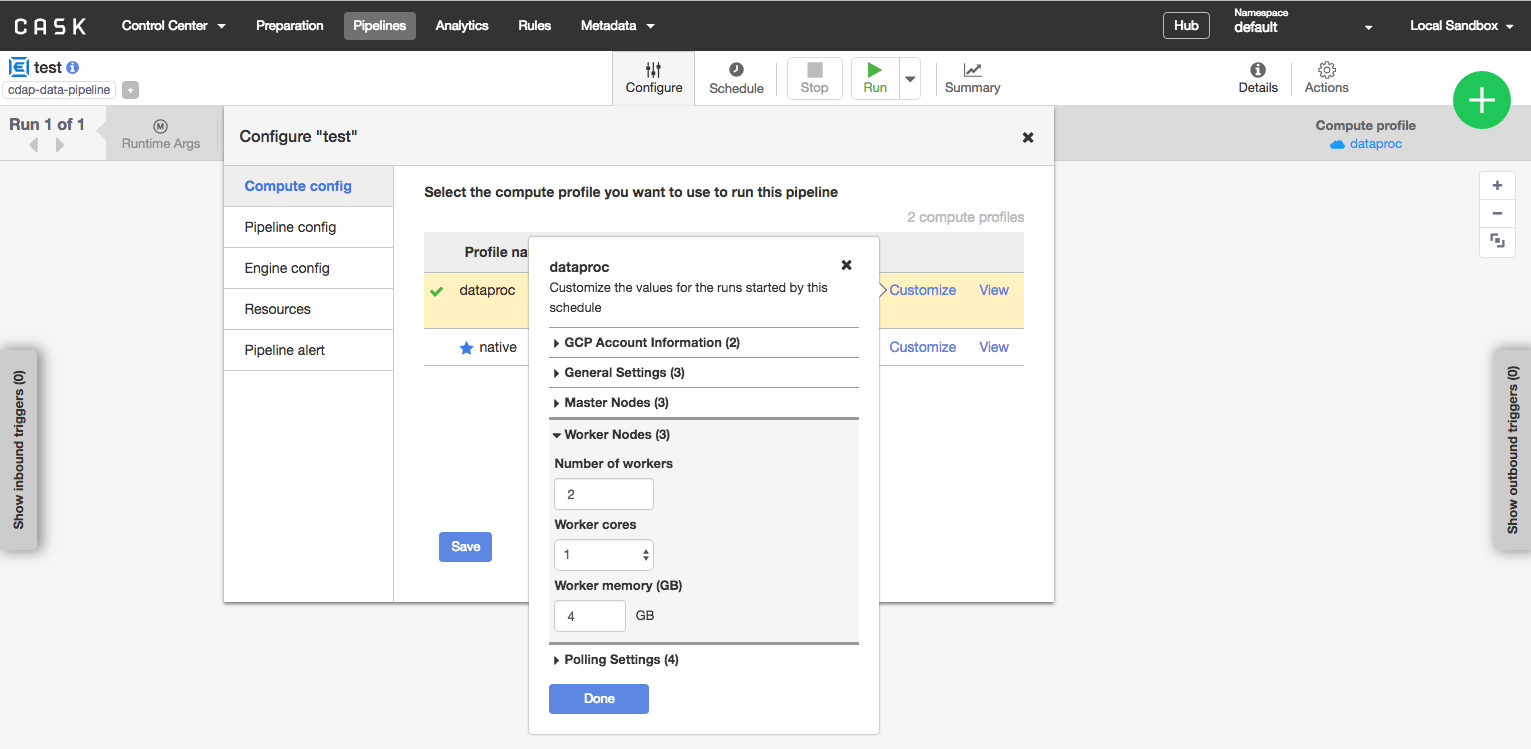 CASK
Control Center
Preparation
Pipelines
Analytics
Rules
Metadata
Hub
Namespace
default
Local Sandbox
test
cdap-data-pipeline
+
Configure
Schedule
Stop
Run
Summary
Details
Actions
Run 1 of 1
M
Runtime Args
Compute profile
dataproc
Configure "test"
Compute config
Pipeline config
Engine config
Resources
Pipeline alert
Select the compute profile you want to use to run this pipeline
2 compute profiles
Profile na
dataproc
Customize View
native
Customize View
Save
dataproc
Customize the values for the runs started by this
schedule
GCP Account Information (2)
General Settings (3)
Master Nodes (3)
Worker Nodes (3)
Number of workers
2
Worker cores
1
Worker memory (GB)
4 GB
Polling Settings (4)
Done
Show inbound triggers (0)
Show outbound triggers (0)